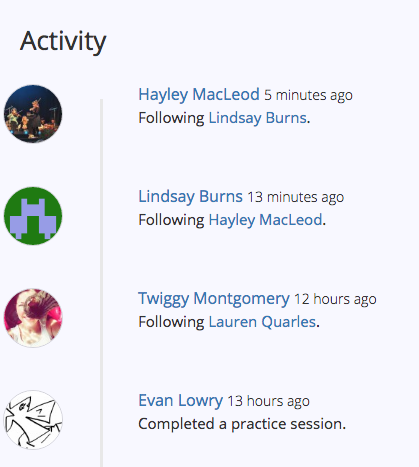 Activity
Hayley MacLeod 5 minutes ago
Following Lindsay Burns.
Lindsay Burns 13 minutes ago
Following Hayley MacLeod.
Twiggy Montgomery 12 hours ago
Following Lauren Quarles.
Evan Lowry 13 hours ago
Completed a practice session.